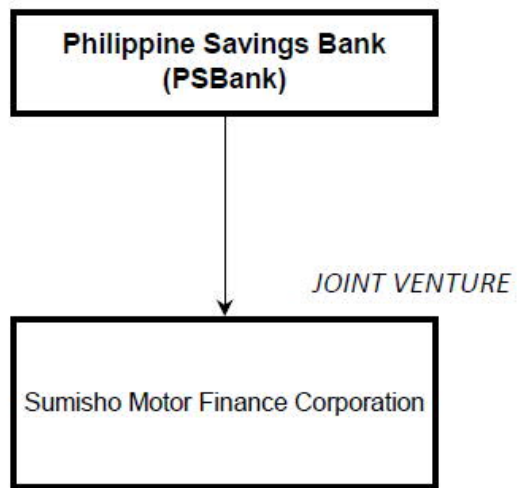 Philippine Savings Bank
(PSBank)
JOINT VENTURE
Sumisho Motor Finance Corporation